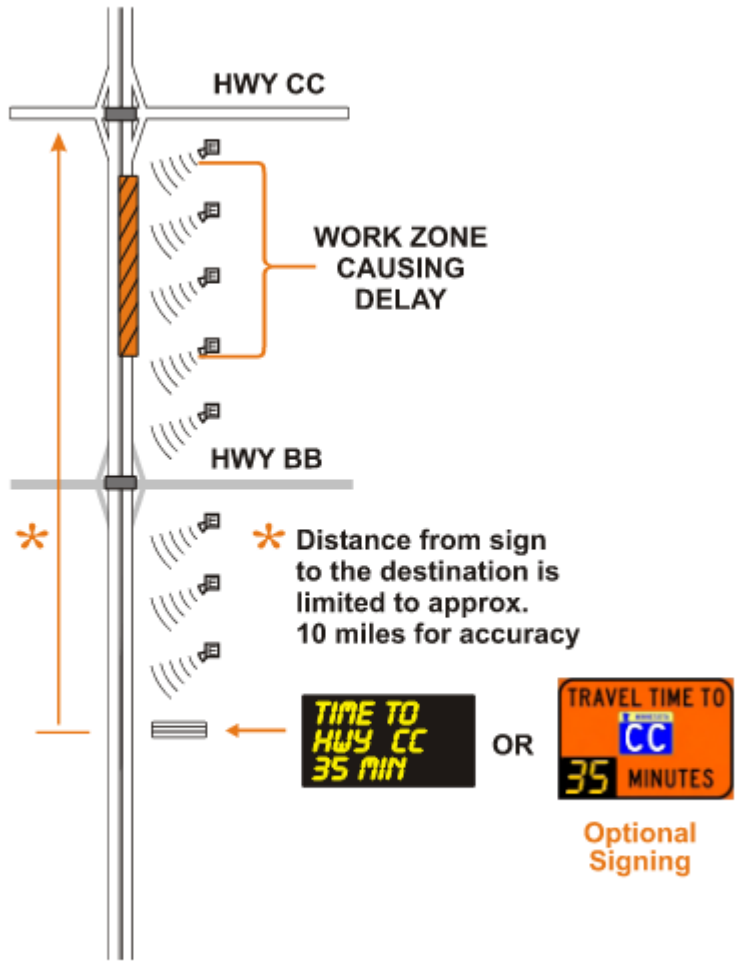 HWY CC
WORK ZONE
CAUSING
DELAY
HWY BB
* Distance from sign
to the destination is
limited to approx.
10 miles for accuracy
*
TIME TO
HWY CC
35 MIN
OR
TRAVEL TIME TO
MINNESOTA
CC
35 MINUTES
Optional
Signing